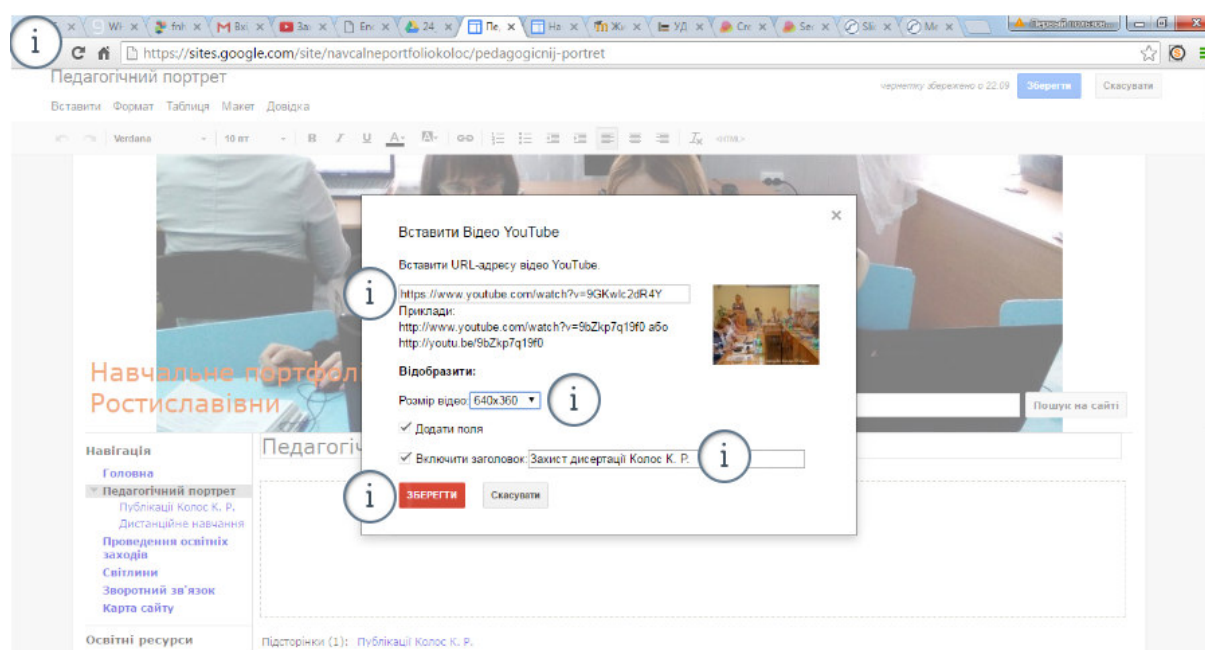 https://sites.google.com/site/navcalneportfoliokoloc/pedagogicnij-portret
Педагогічний портрет
чернетку збережено о 22.09
Зберегти
Скасувати
Вставити Формат Таблиця Макет Довідка
Verdana 10 пт B I U A <HTML>
Вставити Відео YouTube
Вставити URL-адресу відео YouTube.
https://www.youtube.com/watch?v=9GKwlc2dR4Y
Приклади:
http://www.youtube.com/watch?v=9bZkp7q19f0 або
http://youtu.be/9bZkp7q19f0
Відобразити:
Розмір відео: 640x360
Додати поля
Включити заголовок: Захист дисертації Колос К. Р.
ЗБЕРЕГТИ Скасувати
Навчальне
Ростиславівни
Пошук на сайті
Навігація
Головна
Педагогічний портрет
Публікації Колос К. Р.
Дистанційне навчання
Проведення освітніх
заходів
Світлини
Зворотний зв'язок
Карта сайту
Освітні ресурси
Підсторінки (1): Публікації Колос К. Р.